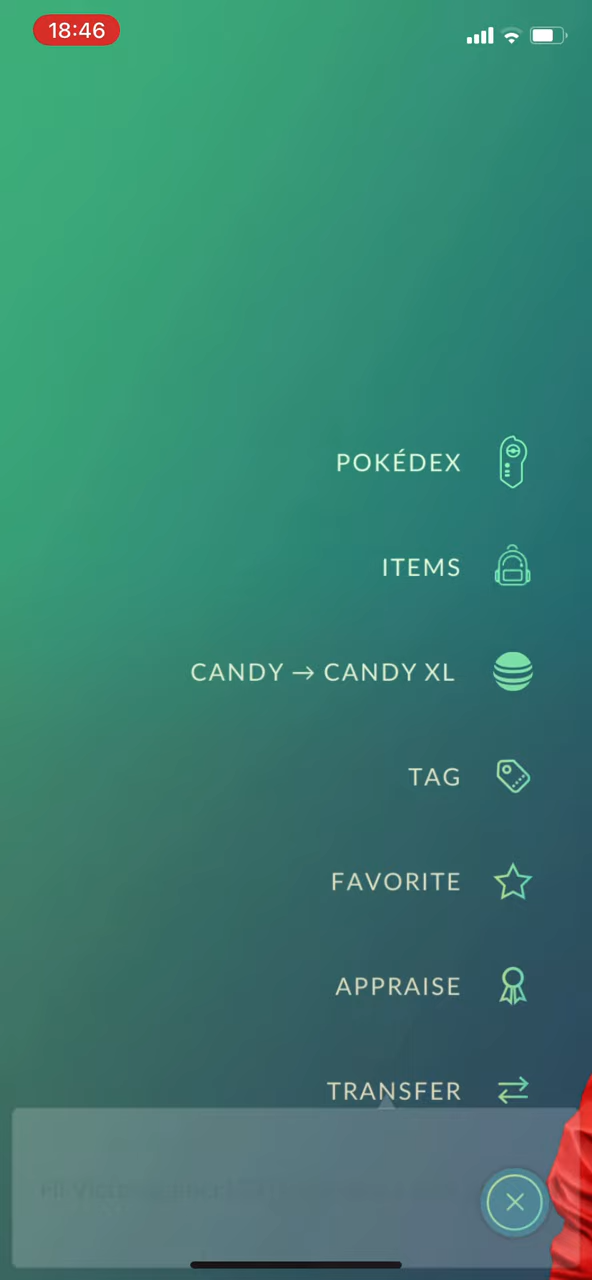 18:46
POKÉDEX
ITEMS
CANDY → CANDY XL
TAG
FAVORITE
APPRAISE
TRANSFER